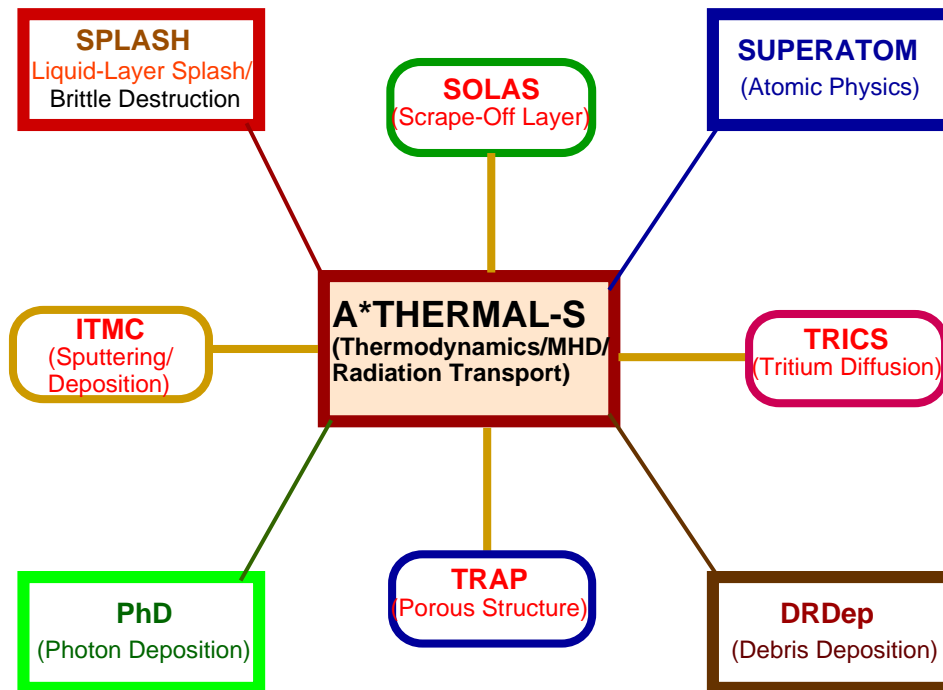 SPLASH
Liquid-Layer Splash/
Brittle Destruction
SOLAS
(Scrape-Off Layer)
SUPERATOM
(Atomic Physics)
ITMC
(Sputtering/
Deposition)
A*THERMAL-S
(Thermodynamics/MHD/
Radiation Transport)
TRICS
(Tritium Diffusion)
PhD
(Photon Deposition)
TRAP
(Porous Structure)
DRDep
(Debris Deposition)